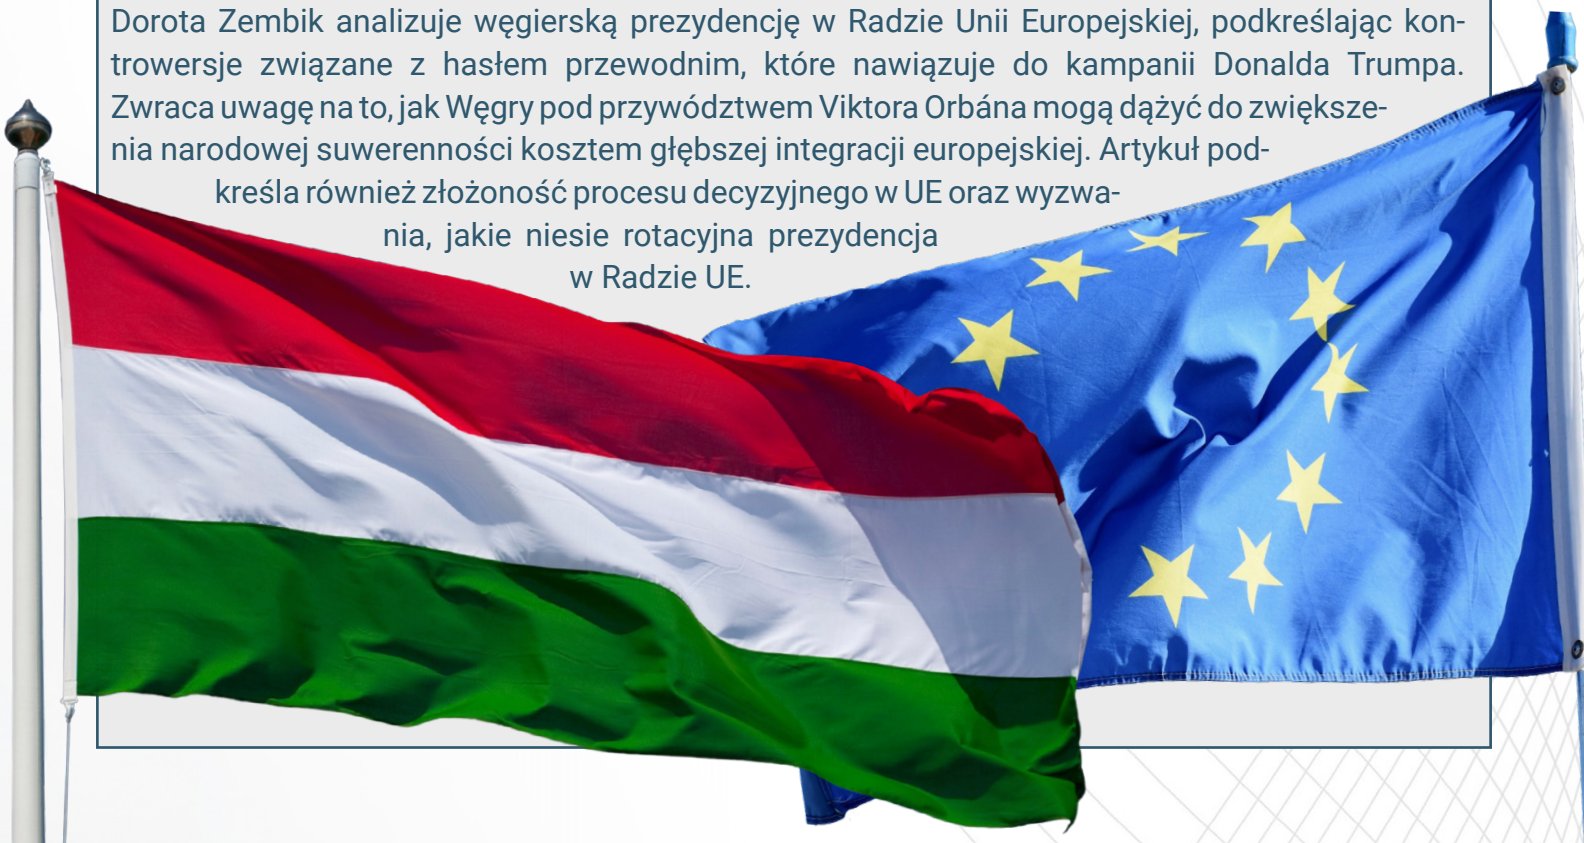 Dorota Zembik analizuje węgierską prezydencję w Radzie Unii Europejskiej, podkreślając kon-
trowersje związane z hasłem przewodnim, które nawiązuje do kampanii Donalda Trumpa.
Zwraca uwagę na to, jak Węgry pod przywództwem Viktora Orbána mogą dążyć do zwiększe-
nia narodowej suwerenności kosztem głębszej integracji europejskiej. Artykuł pod-
kreśla również złożoność procesu decyzyjnego w UE oraz wyzwa-
nia, jakie niesie rotacyjna prezydencja
w Radzie UE.